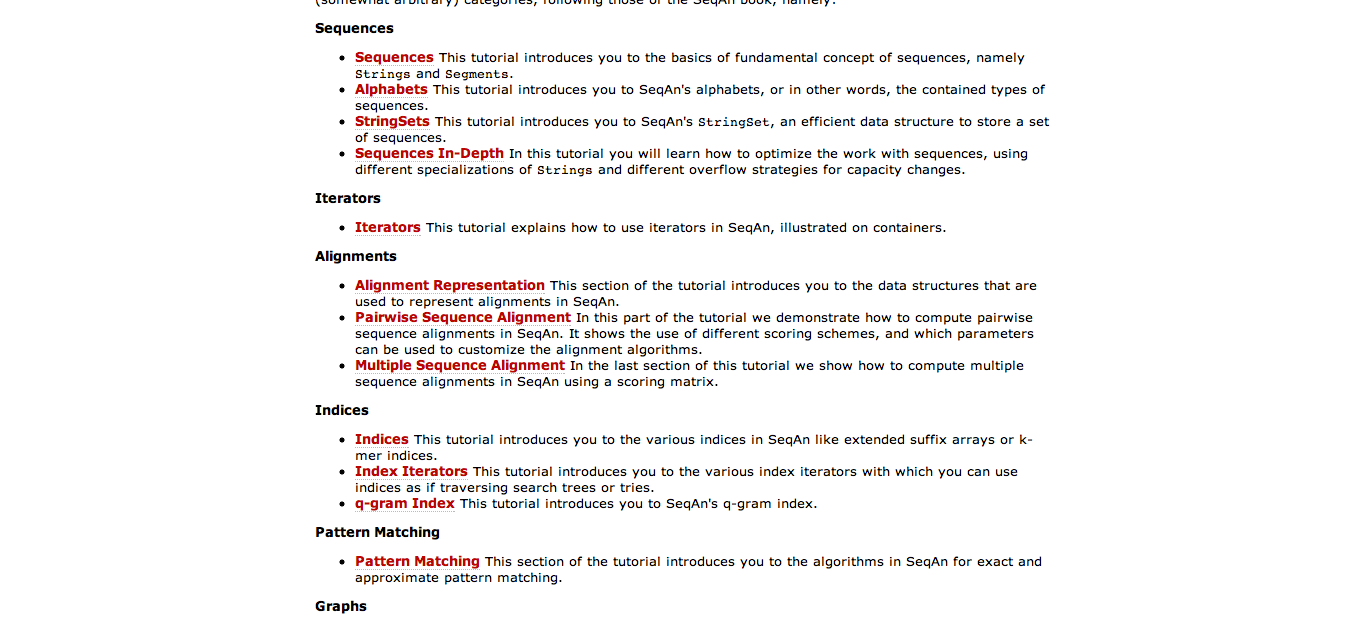 (somewhat arbitrary) categories, following those of the SeqAn book, namely:
Sequences
• Sequences This tutorial introduces you to the basics of fundamental concept of sequences, namely
Strings and Segments.
• Alphabets This tutorial introduces you to SeqAn's alphabets, or in other words, the contained types of
sequences.
• StringSets This tutorial introduces you to SeqAn's StringSet, an efficient data structure to store a set
of sequences.
• Sequences In-Depth In this tutorial you will learn how to optimize the work with sequences, using
different specializations of Strings and different overflow strategies for capacity changes.
Iterators
• Iterators This tutorial explains how to use iterators in SeqAn, illustrated on containers.
Alignments
• Alignment Representation This section of the tutorial introduces you to the data structures that are
used to represent alignments in SeqAn.
• Pairwise Sequence Alignment In this part of the tutorial we demonstrate how to compute pairwise
sequence alignments in SeqAn. It shows the use of different scoring schemes, and which parameters
can be used to customize the alignment algorithms.
• Multiple Sequence Alignment In the last section of this tutorial we show how to compute multiple
sequence alignments in SeqAn using a scoring matrix.
Indices
• Indices This tutorial introduces you to the various indices in SeqAn like extended suffix arrays or k-
mer indices.
• Index Iterators This tutorial introduces you to the various index iterators with which you can use
indices as if traversing search trees or tries.
• q-gram Index This tutorial introduces you to SeqAn's q-gram index.
Pattern Matching
• Pattern Matching This section of the tutorial introduces you to the algorithms in SeqAn for exact and
approximate pattern matching.
Graphs